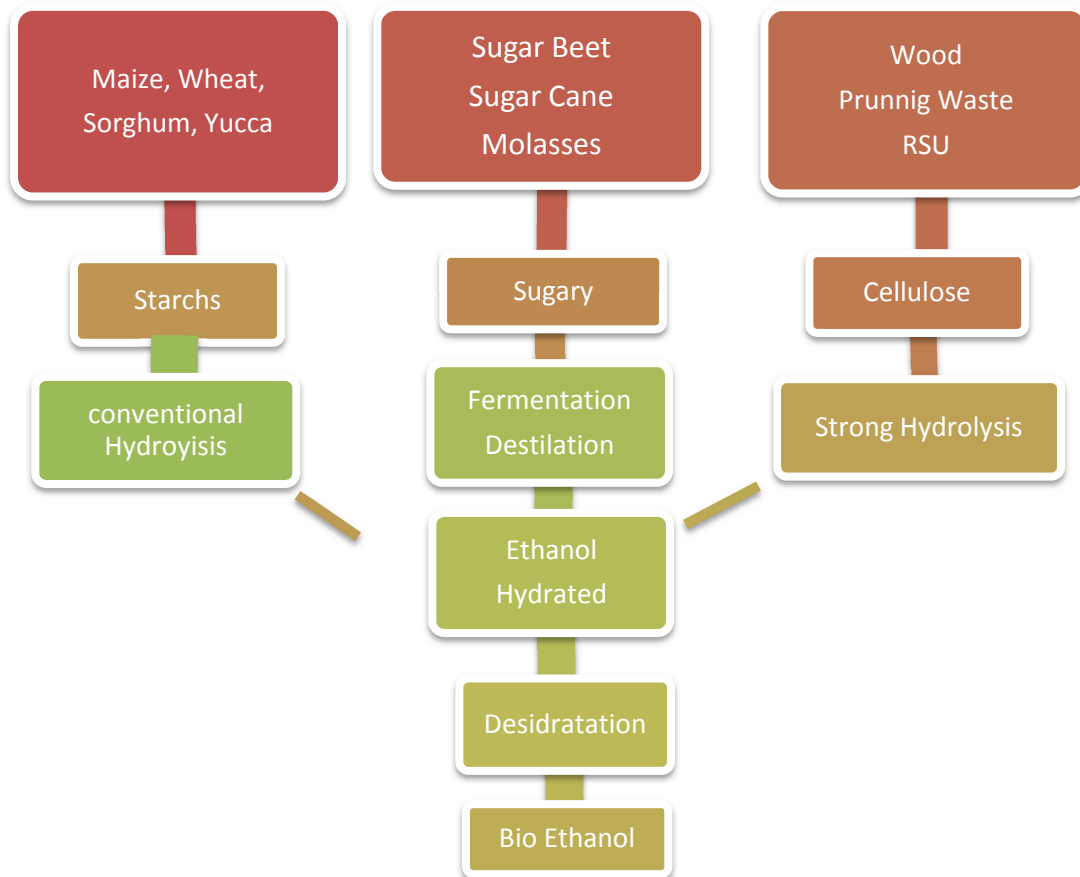 Maize, Wheat,
Sorghum, Yucca
Sugar Beet
Sugar Cane
Molasses
Wood
Prunnig Waste
RSU
Starchs
Sugary
Cellulose
conventional
Hydroyisis
Fermentation
Destilation
Strong Hydrolysis
Ethanol
Hydrated
Desidratation
Bio Ethanol